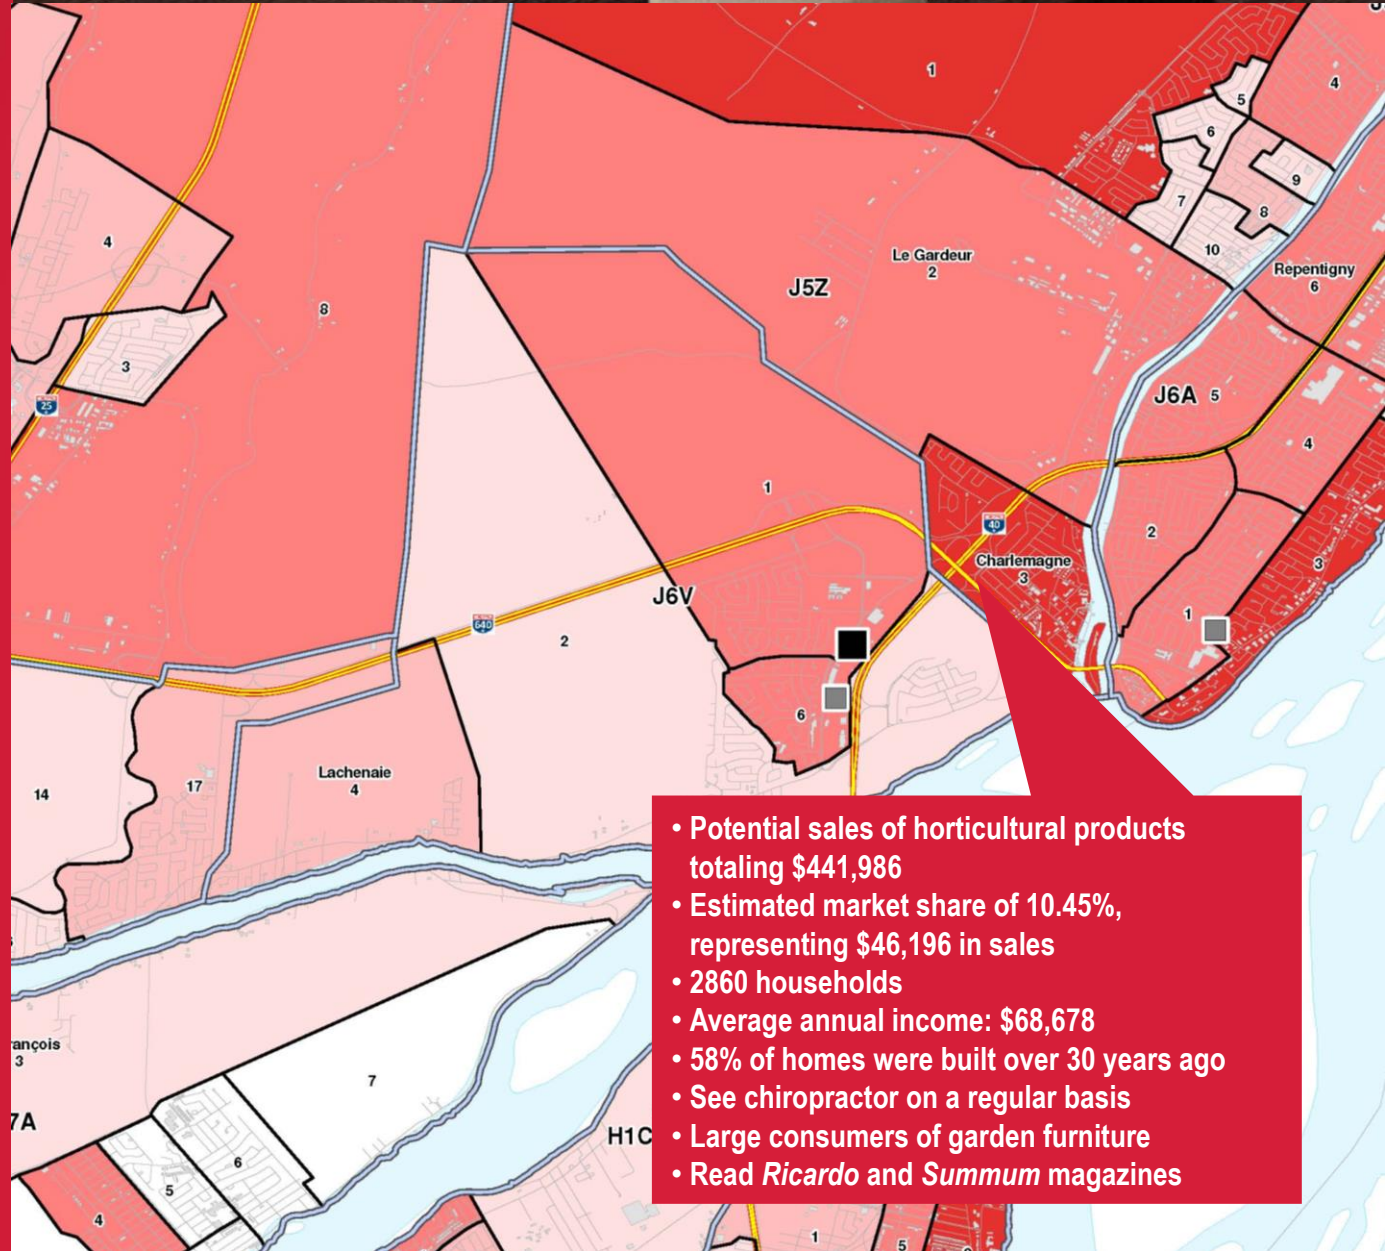 1
4
5
6
9
7
8
10
4
Le Gardeur
2
J5Z
Repentigny
6
8
3
25
J6A 5
4
1
40
2
Charlemagne
3
3
J6V
640
2
1
6
Lachenaie
4
17
14
• Potential sales of horticultural products
totaling $441,986
• Estimated market share of 10.45%,
representing $46,196 in sales
• 2860 households
• Average annual income: $68,678
• 58% of homes were built over 30 years ago
• See chiropractor on a regular basis
• Large consumers of garden furniture
• Read Ricardo and Summum magazines
ançois
3
7
7A
H1C
6
5
4
1
5